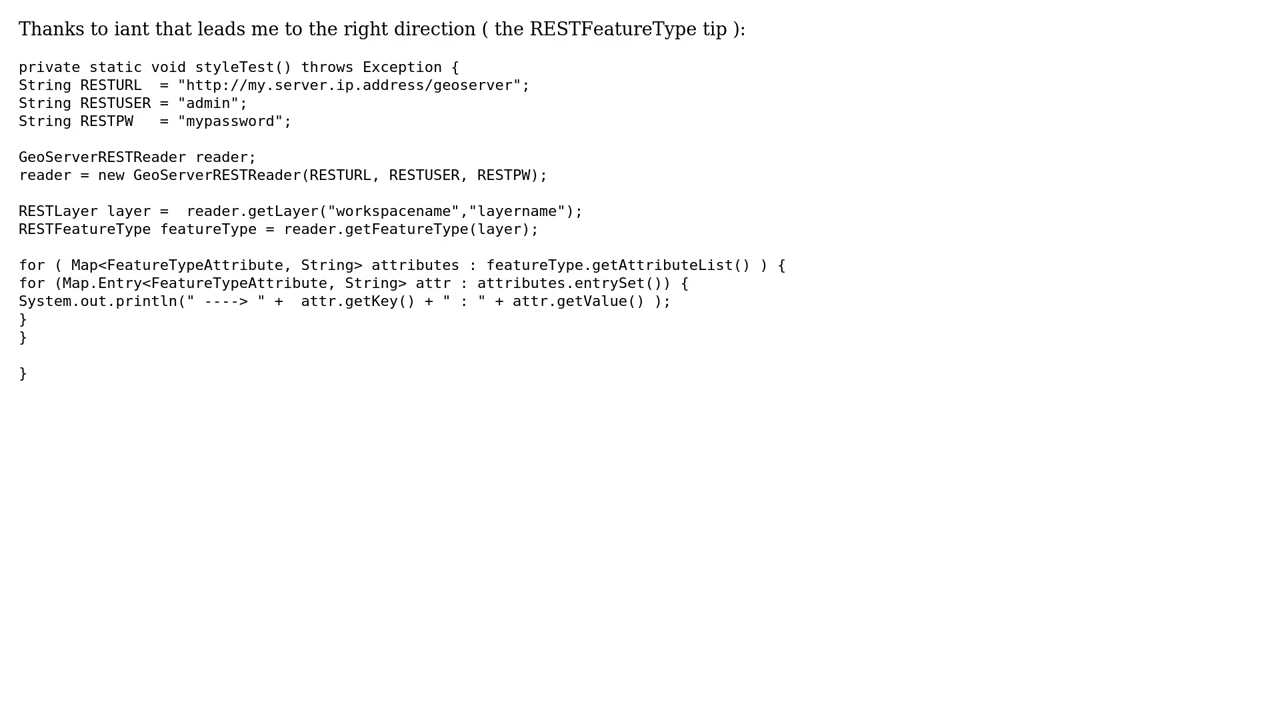 Thanks to iant that leads me to the right direction ( the RESTFeatureType tip ):
private static void styleTest() throws Exception {
String RESTURL  = "http://my.server.ip.address/geoserver";
String RESTUSER = "admin";
String RESTPW   = "mypassword";
GeoServerRESTReader reader;
reader = new GeoServerRESTReader(RESTURL, RESTUSER, RESTPW);
RESTLayer layer =  reader.getLayer("workspacename","layername");
RESTFeatureType featureType = reader.getFeatureType(layer);
for ( Map<FeatureTypeAttribute, String> attributes : featureType.getAttributeList() ) {
for (Map.Entry<FeatureTypeAttribute, String> attr : attributes.entrySet()) {
System.out.println(" ----> " +  attr.getKey() + " : " + attr.getValue() );
}
}
}